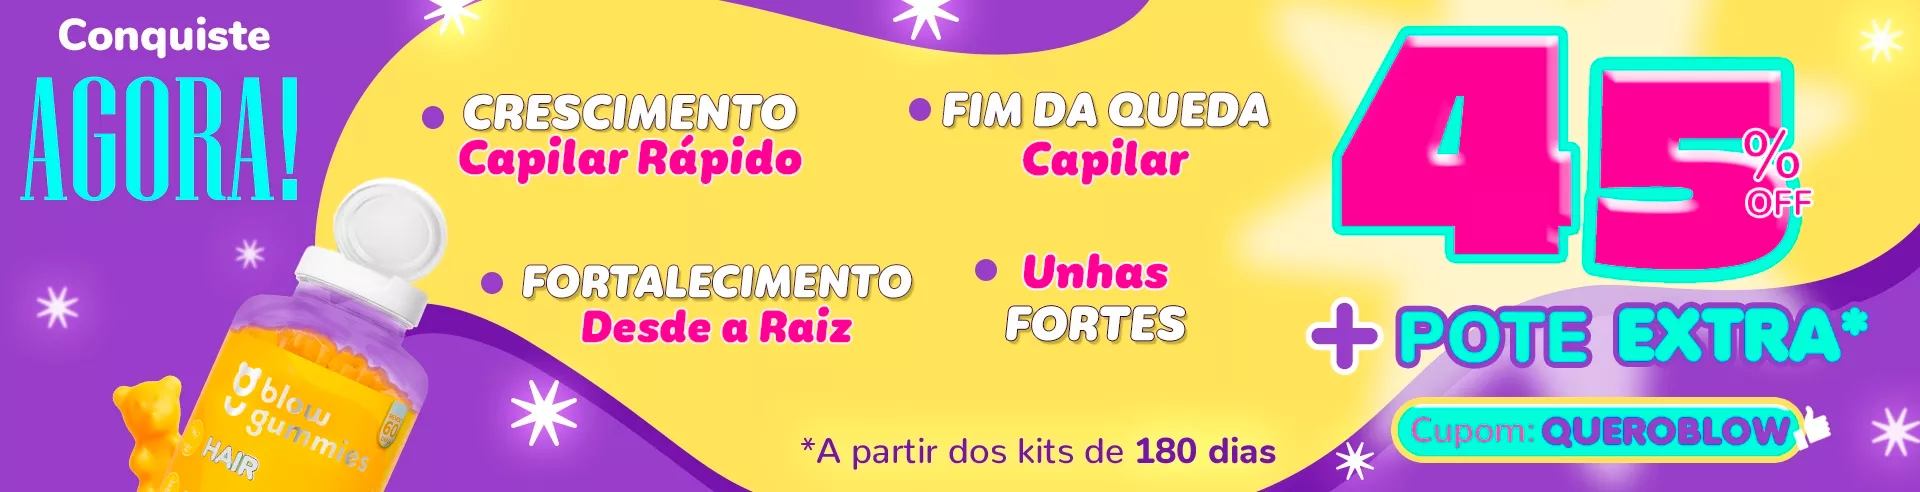 Conquiste
AGORA!
CRESCIMENTO
Capilar Rápido
FIM DA QUEDA
Capilar
FORTALECIMENTO
Desde a Raiz
Unhas
FORTES
45
%
OFF
+ POTE EXTRA*
Cupom: QUEROBLOW
*A partir dos kits de 180 dias
blow
gummies
HAIR
60